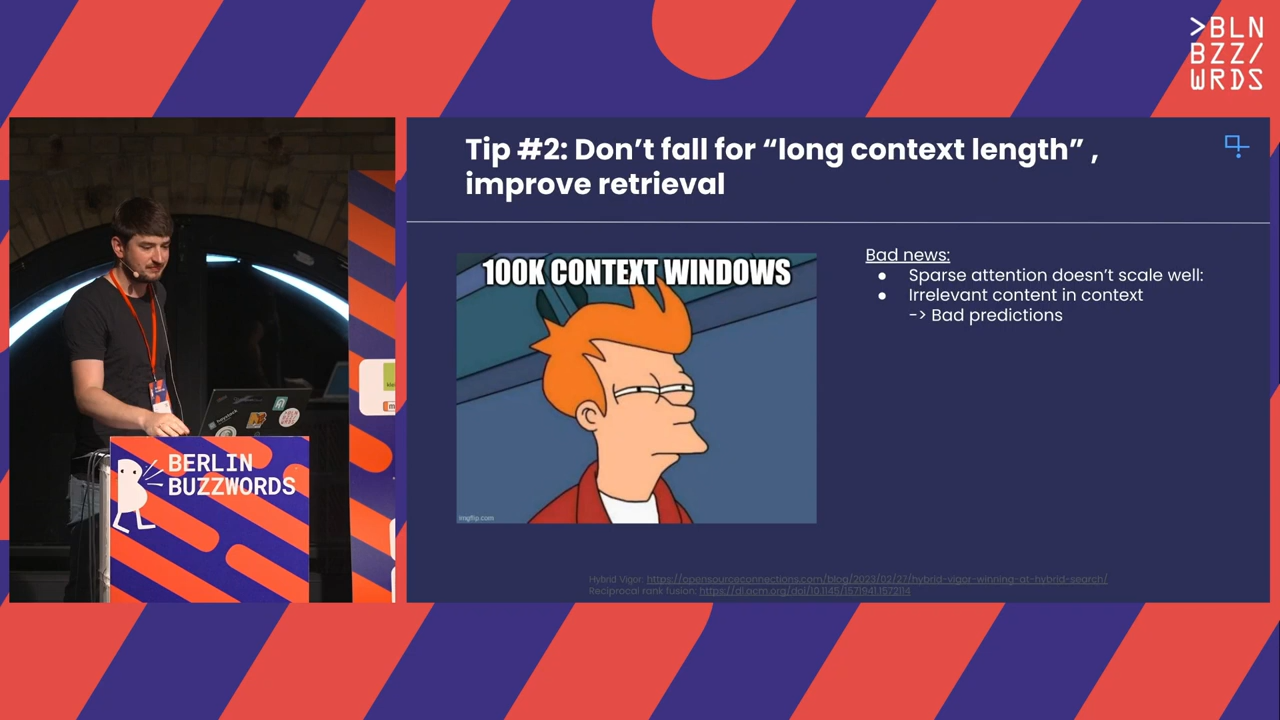 >BLN
BZZ/
WRDS
Tip #2: Don't fall for “long context length” ,
improve retrieval
100K CONTEXT WINDOWS
imgflip.com
Bad news:
● Sparse attention doesn't scale well:
● Irrelevant content in context
-> Bad predictions
Hybrid Vigor: https://opensourceconnections.com/blog/2023/02/27/hybrid-vigor-winning-at-hybrid-search/
Reciprocal rank fusion: https://dl.acm.org/doi/10.1145/1571941.1572114
BERLIN
BUZZWORDS